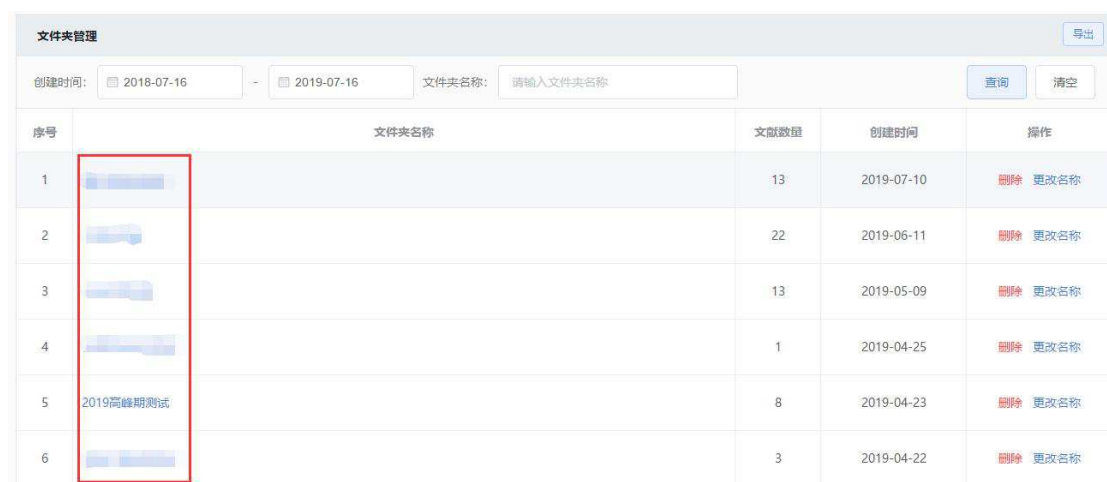 文件夹管理 导出
创建时间: 2018-07-16 - 2019-07-16 文件夹名称: 请输入文件夹名称 查询 清空
序号 文件夹名称 文献数量 创建时间 操作
1 13 2019-07-10 删除 更改名称
2 22 2019-06-11 删除 更改名称
3 13 2019-05-09 删除 更改名称
4 1 2019-04-25 删除 更改名称
5 2019高峰期测试 8 2019-04-23 删除 更改名称
6 3 2019-04-22 删除 更改名称